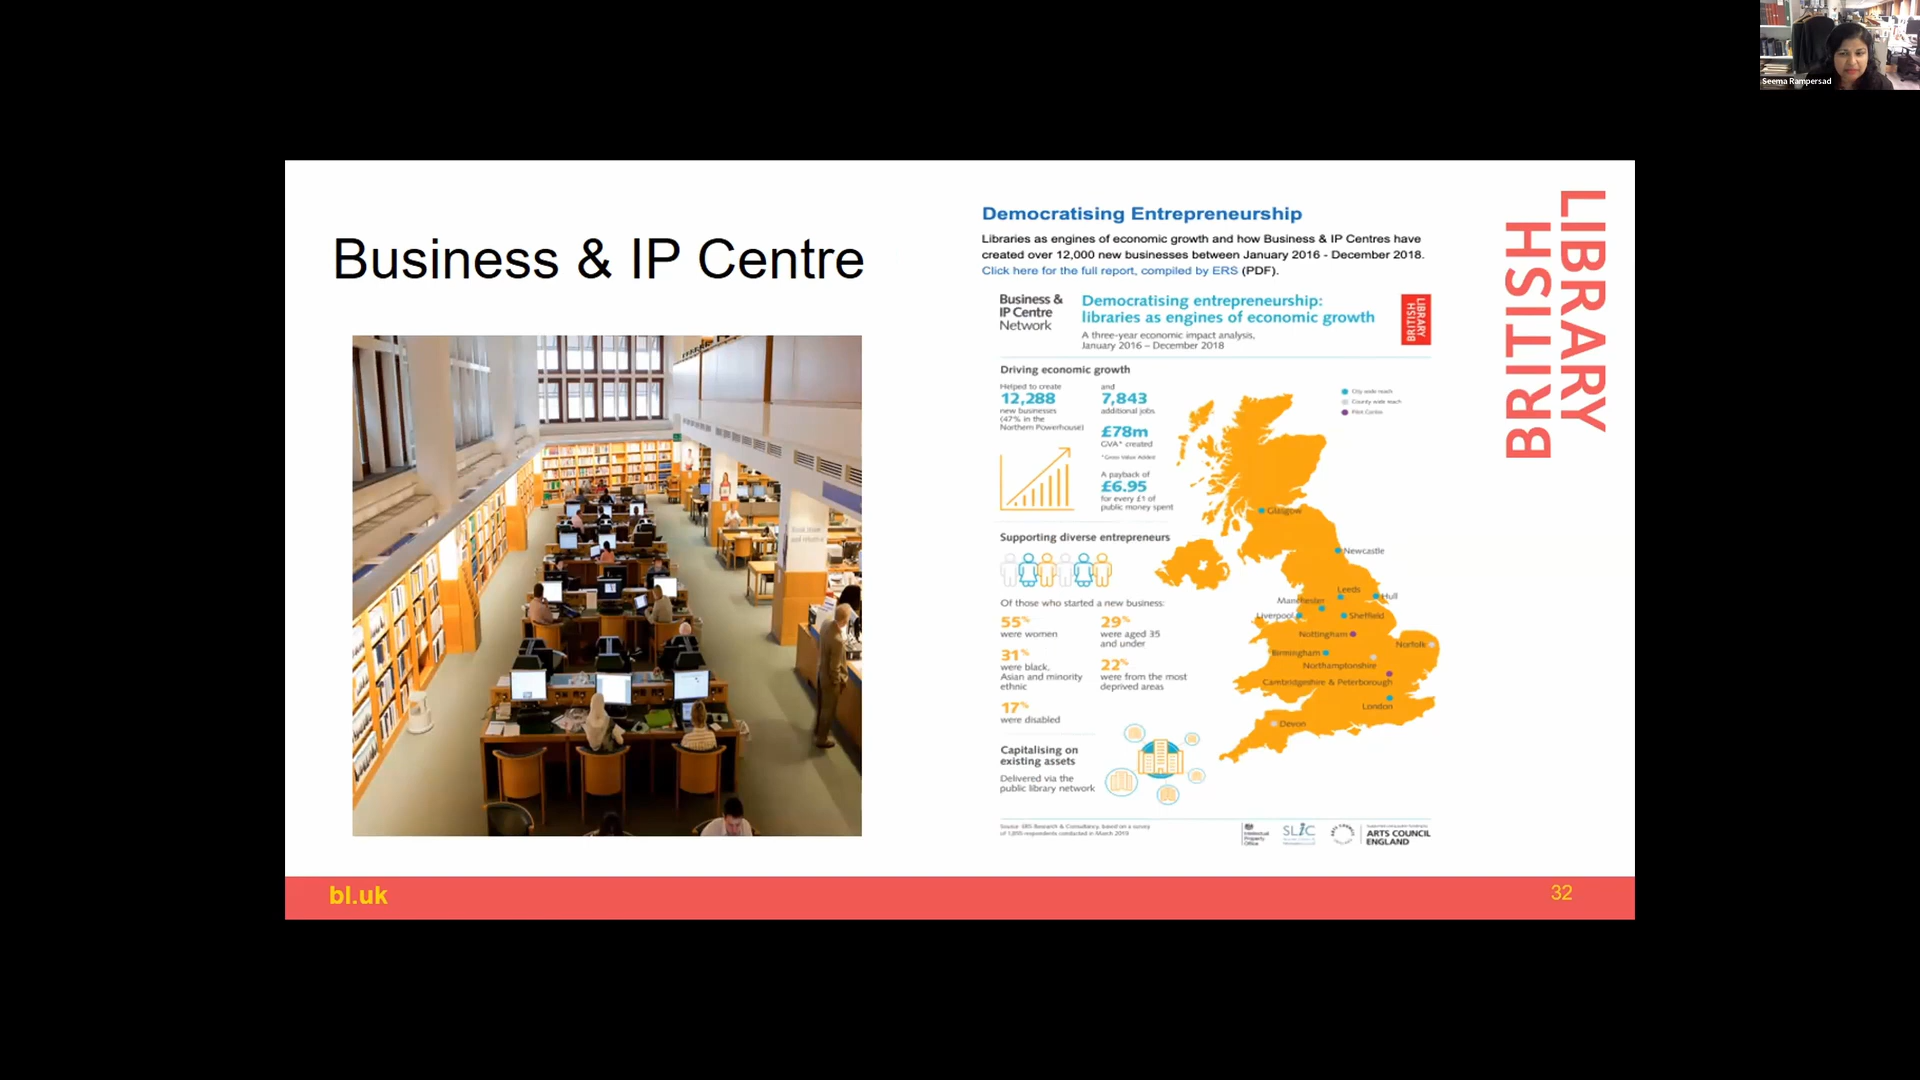 Seema Rampersad
Business & IP Centre
Book issue
and returns
Democratising Entrepreneurship
Libraries as engines of economic growth and how Business & IP Centres have
created over 12,000 new businesses between January 2016 - December 2018.
Click here for the full report, compiled by ERS (PDF).
Business &
IP Centre
Network
Democratising entrepreneurship:
libraries as engines of economic growth
A three-year economic impact analysis,
January 2016 – December 2018
LIBRARY
BRITISH
Driving economic growth
Helped to create
12,288
new businesses
(47% in the
Northern Powerhouse)
and
7,843
additional jobs
£78m
GVA* created
*Gross Value Added
A payback of
£6.95
for every £1 of
public money spent
City wide reach
County wide reach
Pilot Centre
Supporting diverse entrepreneurs
Of those who started a new business:
55%
were women
31%
were black,
Asian and minority
ethnic
17%
were disabled
29%
were aged 35
and under
22%
were from the most
deprived areas
Glasgow
Newcastle
Leeds
Hull
Manchester
Liverpool
Sheffield
Nottingham
Norfolk
Birmingham
Northamptonshire
Cambridgeshire & Peterborough
London
Devon
Capitalising on
existing assets
Delivered via the
public library network
Source: ERS Research & Consultancy, based on a survey
of 1,895 respondents conducted in March 2019
Intellectual
Property
Office
SLIC
ARTS COUNCIL
ENGLAND
BRITISH
LIBRARY
bl.uk
32